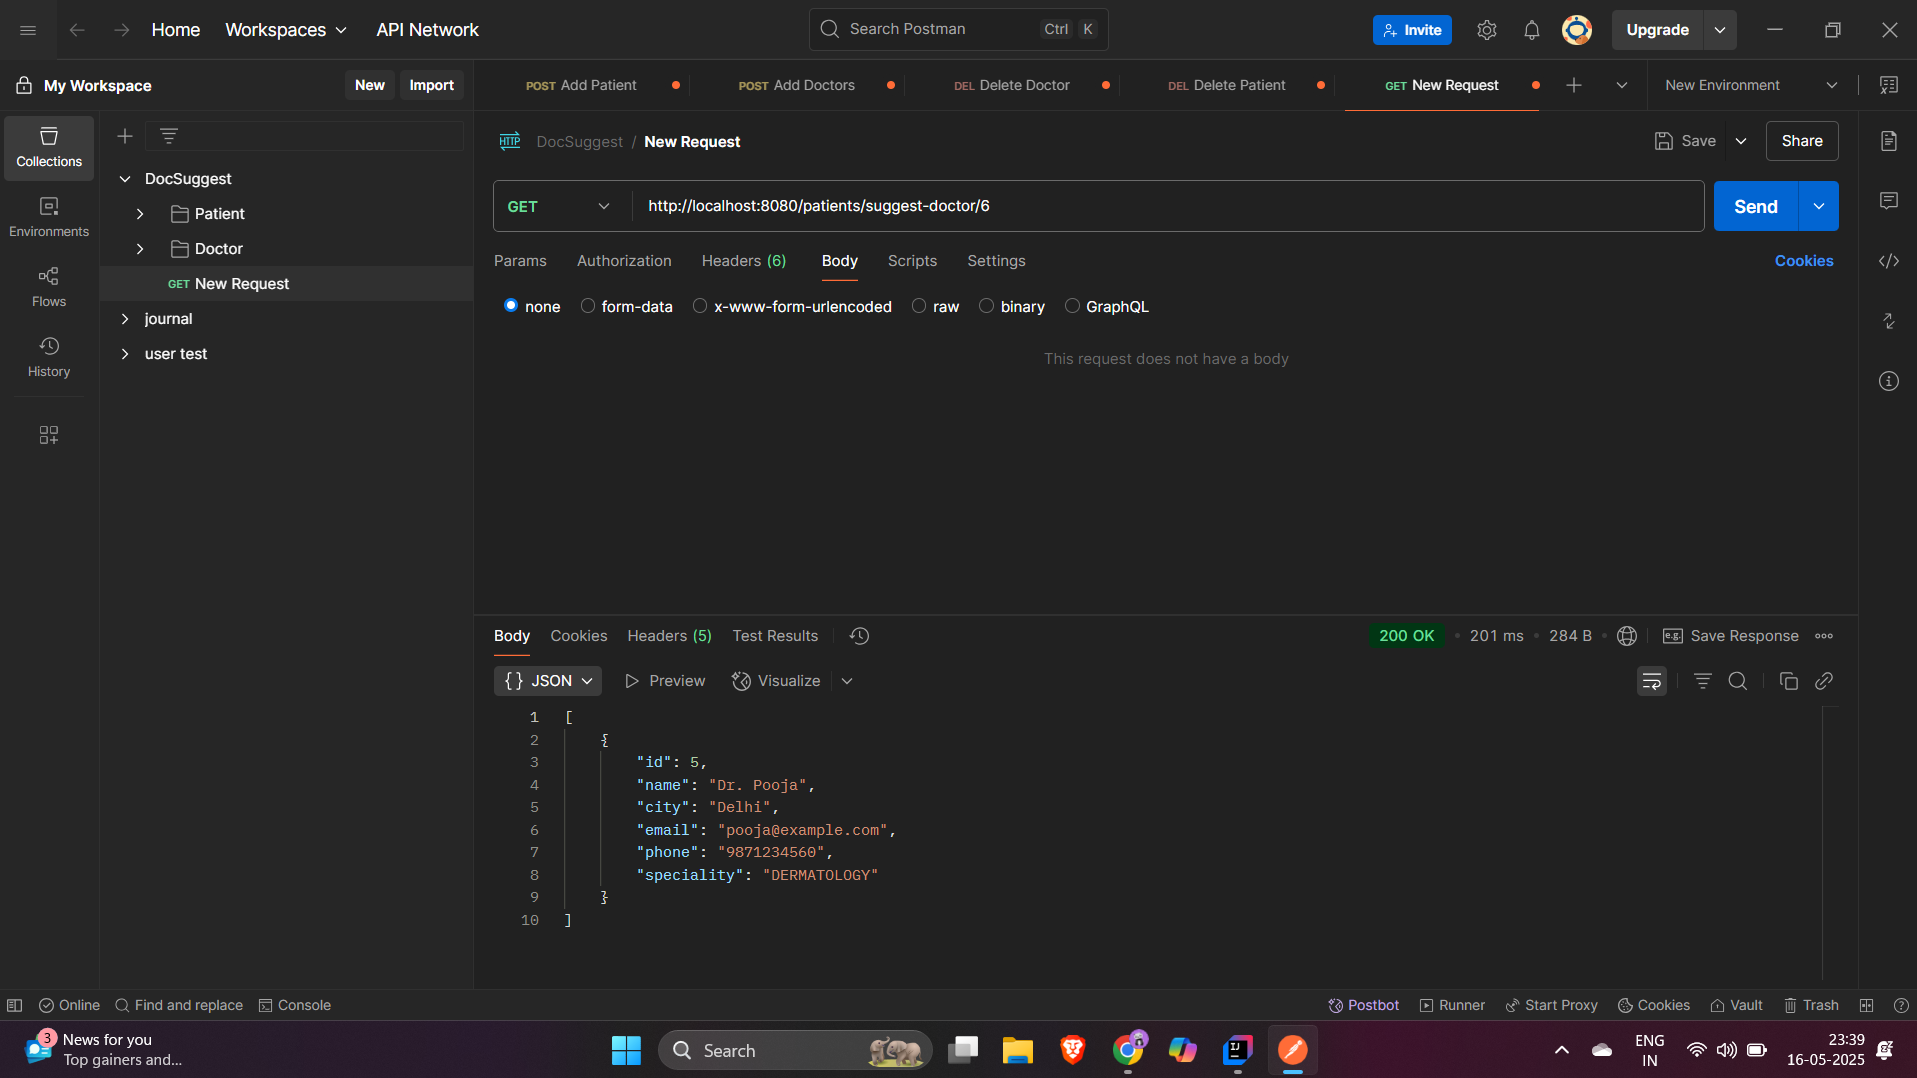 Home
Workspaces
API Network
Search Postman
Ctrl K
Invite
Upgrade
My Workspace
New
Import
POST Add Patient
POST Add Doctors
DEL Delete Doctor
DEL Delete Patient
GET New Request
New Environment
Collections
Environments
Flows
History
DocSuggest
Patient
Doctor
GET New Request
journal
user test
HTTP DocSuggest / New Request
Save
Share
GET http://localhost:8080/patients/suggest-doctor/6
Send
Params Authorization Headers (6) Body Scripts Settings
Cookies
none form-data x-www-form-urlencoded raw binary GraphQL
This request does not have a body
Body Cookies Headers (5) Test Results
200 OK • 201 ms • 284 B •
e.g. Save Response
{} JSON Preview Visualize
1 [
2 {
3 "id": 5,
4 "name": "Dr. Pooja",
5 "city": "Delhi",
6 "email": "pooja@example.com",
7 "phone": "9871234560",
8 "speciality": "DERMATOLOGY"
9 }
10 ]
Online Find and replace Console
Postbot Runner Start Proxy Cookies Vault Trash
3
News for you
Top gainers and...
Search
IJ
ENG
IN
23:39
16-05-2025